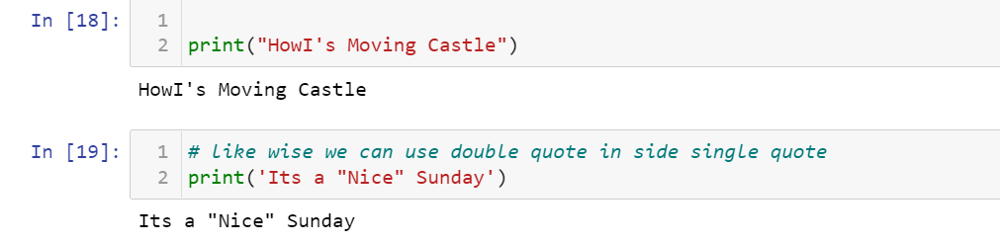 In [18]:
1
2 print("HowI's Moving Castle")
HowI's Moving Castle
In [19]:
1 # like wise we can use double quote in side single quote
2 print('Its a "Nice" Sunday')
Its a "Nice" Sunday